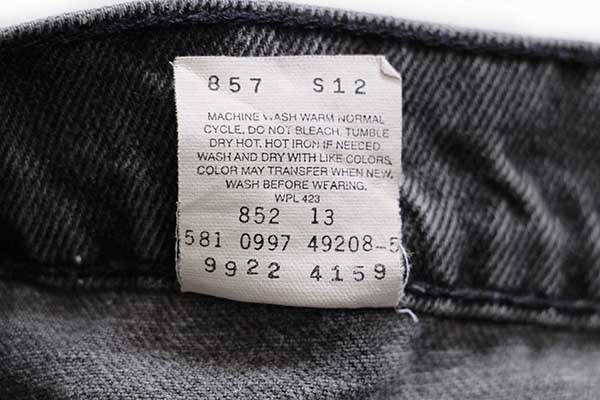 857 S12
MACHINE WASH WARM NORMAL
CYCLE. DO NOT BLEACH. TUMBLE
DRY HOT. HOT IRON IF NEEDED.
WASH AND DRY WITH LIKE COLORS.
COLOR MAY TRANSFER WHEN NEW.
WASH BEFORE WEARING.
WPL 423
852 13
581 0997 49208-5
9922 4159